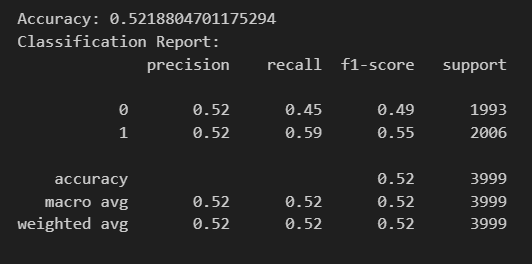 Accuracy: 0.5218804701175294
Classification Report:
precision recall f1-score support
0 0.52 0.45 0.49 1993
1 0.52 0.59 0.55 2006
accuracy 0.52 3999
macro avg 0.52 0.52 0.52 3999
weighted avg 0.52 0.52 0.52 3999